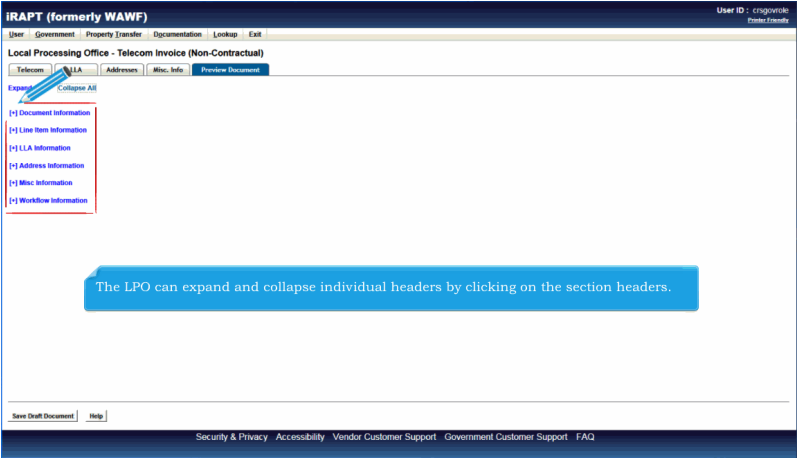 iRAPT (formerly WAWF)
User ID : crsgovrole
Printer Friendly
User Government Property Transfer Documentation Lookup Exit
Local Processing Office - Telecom Invoice (Non-Contractual)
Telecom LLA Addresses Misc. Info Preview Document
Expand Collapse All
[+] Document Information
[+] Line Item Information
[+] LLA Information
[+] Address Information
[+] Misc Information
[+] Workflow Information
The LPO can expand and collapse individual headers by clicking on the section headers.
Save Draft Document Help
Security & Privacy Accessibility Vendor Customer Support Government Customer Support FAQ